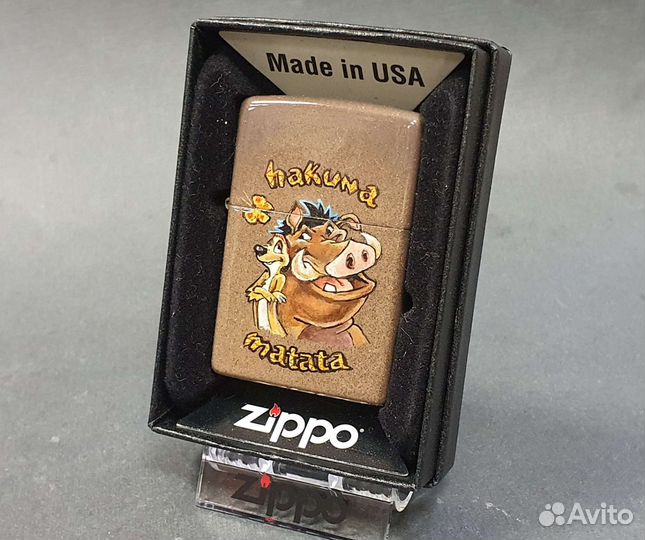 Made in USA
hakuna
matata
zippo®
zippo
Avito